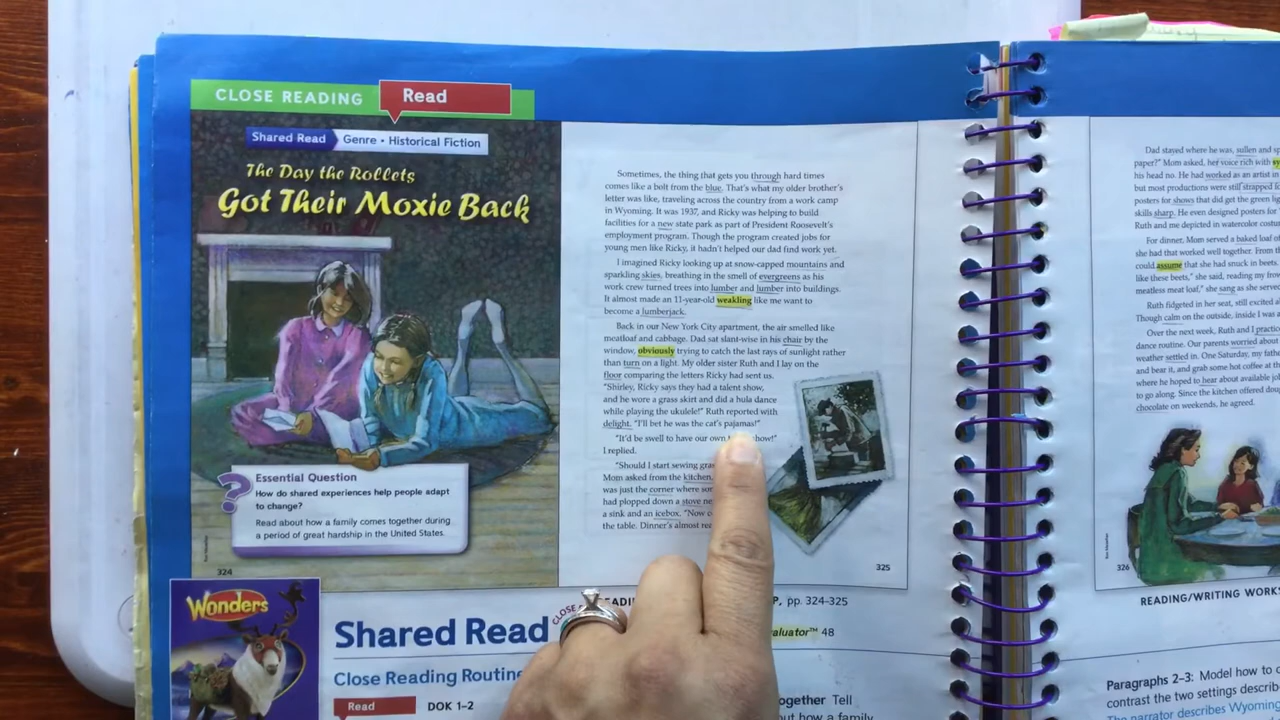 CLOSE READING
Read
Shared Read
Genre • Historical Fiction
The Day the Rollets
Got Their Moxie Back
Essential Question
How do shared experiences help people adapt
to change?
Read about how a family comes together during
a period of great hardship in the United States.
324
Sometimes, the thing that gets you through hard times
comes like a bolt from the blue. That's what my older brother's
letter was like, traveling across the country from a work camp
in Wyoming. It was 1937, and Ricky was helping to build
facilities for a new state park as part of President Roosevelt's
employment program. Though the program created jobs for
young men like Ricky, it hadn't helped our dad find work yet.
I imagined Ricky looking up at snow-capped mountains and
sparkling skies, breathing in the smell of evergreens as his
work crew turned trees into lumber and lumber into buildings.
It almost made an 11-year-old weakling like me want to
become a lumberjack.
Back in our New York City apartment, the air smelled like
meatloaf and cabbage. Dad sat slant-wise in his chair by the
window, obviously trying to catch the last rays of sunlight rather
than turn on a light. My older sister Ruth and I lay on the
floor comparing the letters Ricky had sent us.
"Shirley, Ricky says they had a talent show,
and he wore a grass skirt and did a hula dance
while playing the ukulele!" Ruth reported with
delight. "I'll bet he was the cat's pajamas!"
"It'd be swell to have our own show!"
I replied.
"Should I start sewing
Mom asked from the kitchen,
was just the corner where
had plopped down a stove
a sink and an icebox. "Now
the table. Dinner's almost
325
Wonders
Shared Read
Close Reading Routine
Read
DOK 1–2
CLOSE
pp. 324-325
48
ogether Tell
how a family
Dad stayed where he was, sullen and
paper?" Mom asked, her voice rich with
his head no. He had worked as an artist in
but most productions were still strapped
posters for shows that did get the green
skills sharp. He even designed posters for
Ruth and me depicted in watercolor
For dinner, Mom served a baked loaf
she had that worked well together. From
could assume that she had snuck in beets.
like these beets," she said, reading my
meatless meat loaf," she sang as she served
Ruth fidgeted in her seat, still excited
Though calm on the outside, inside I was
Over the next week, Ruth and I
dance routine. Our parents worried about
weather settled in. One Saturday, my
and bear it, and grab some hot coffee at
where he hoped to hear about available
to go along. Since the kitchen offered
chocolate on weekends, he agreed.
326
READING/WRITING
Paragraphs 2–3: Model how to
contrast the two settings
The narrator describes Wyoming